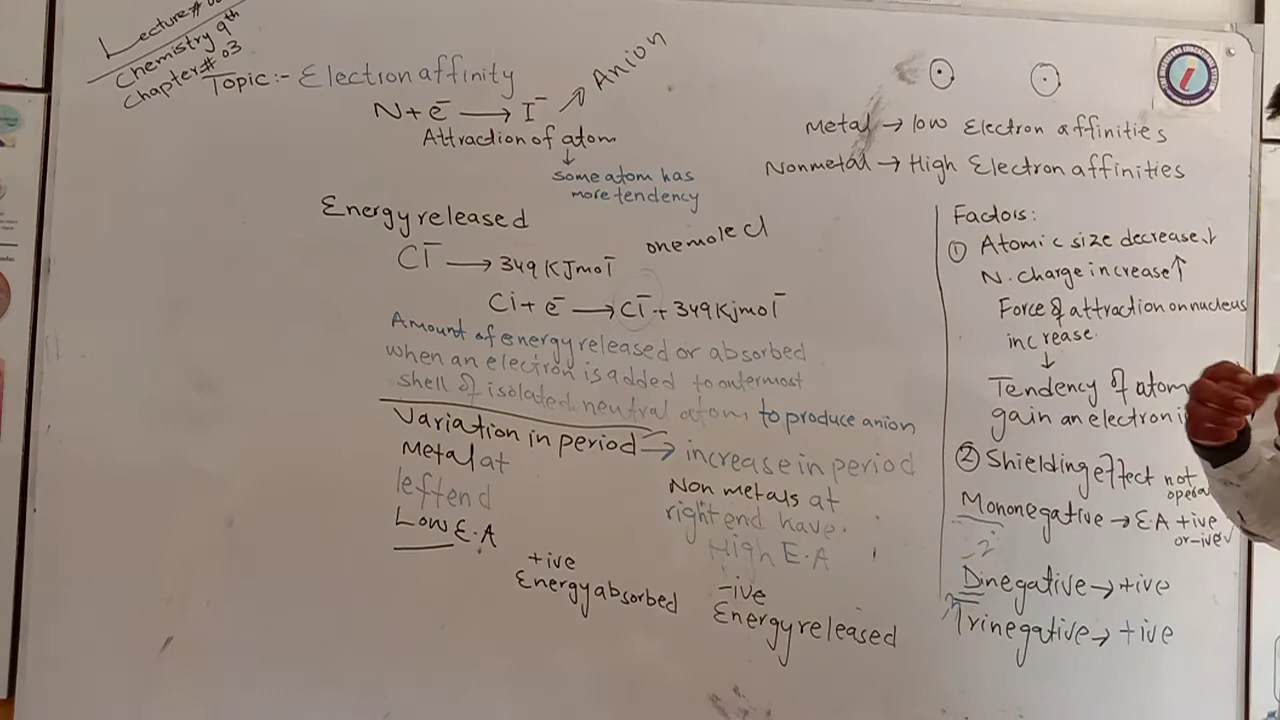 Lecture#
Chemistry 9th
Chapter# 03
Topic:- Electron affinity
N + e⁻ → I⁻ ↗ Anion
Attraction of atom
↓
some atom has
more tendency
Energy released
Cl⁻ → 349 KJmol⁻
one mole Cl
Cl + e⁻ → Cl⁻ + 349 Kjmol⁻
Amount of energy released or absorbed
when an electron is added to outermost
shell of isolated neutral atom to produce anion
Variation in period → increase in period
Metal at
left end
Low E.A
Non metals at
right end have
High E.A
+ive
Energy absorbed
-ive
Energy released
Metal → low Electron affinities
Nonmetal → High Electron affinities
Factors:
① Atomic size decrease ↓
N. charge increase ↑
Force of attraction on nucleus
increase
↓
Tendency of atom
gain an electron
② Shielding effect not
Mononegative → E.A +ive
or -ive
-2
Dinegative → +ive
Trinegative → +ive